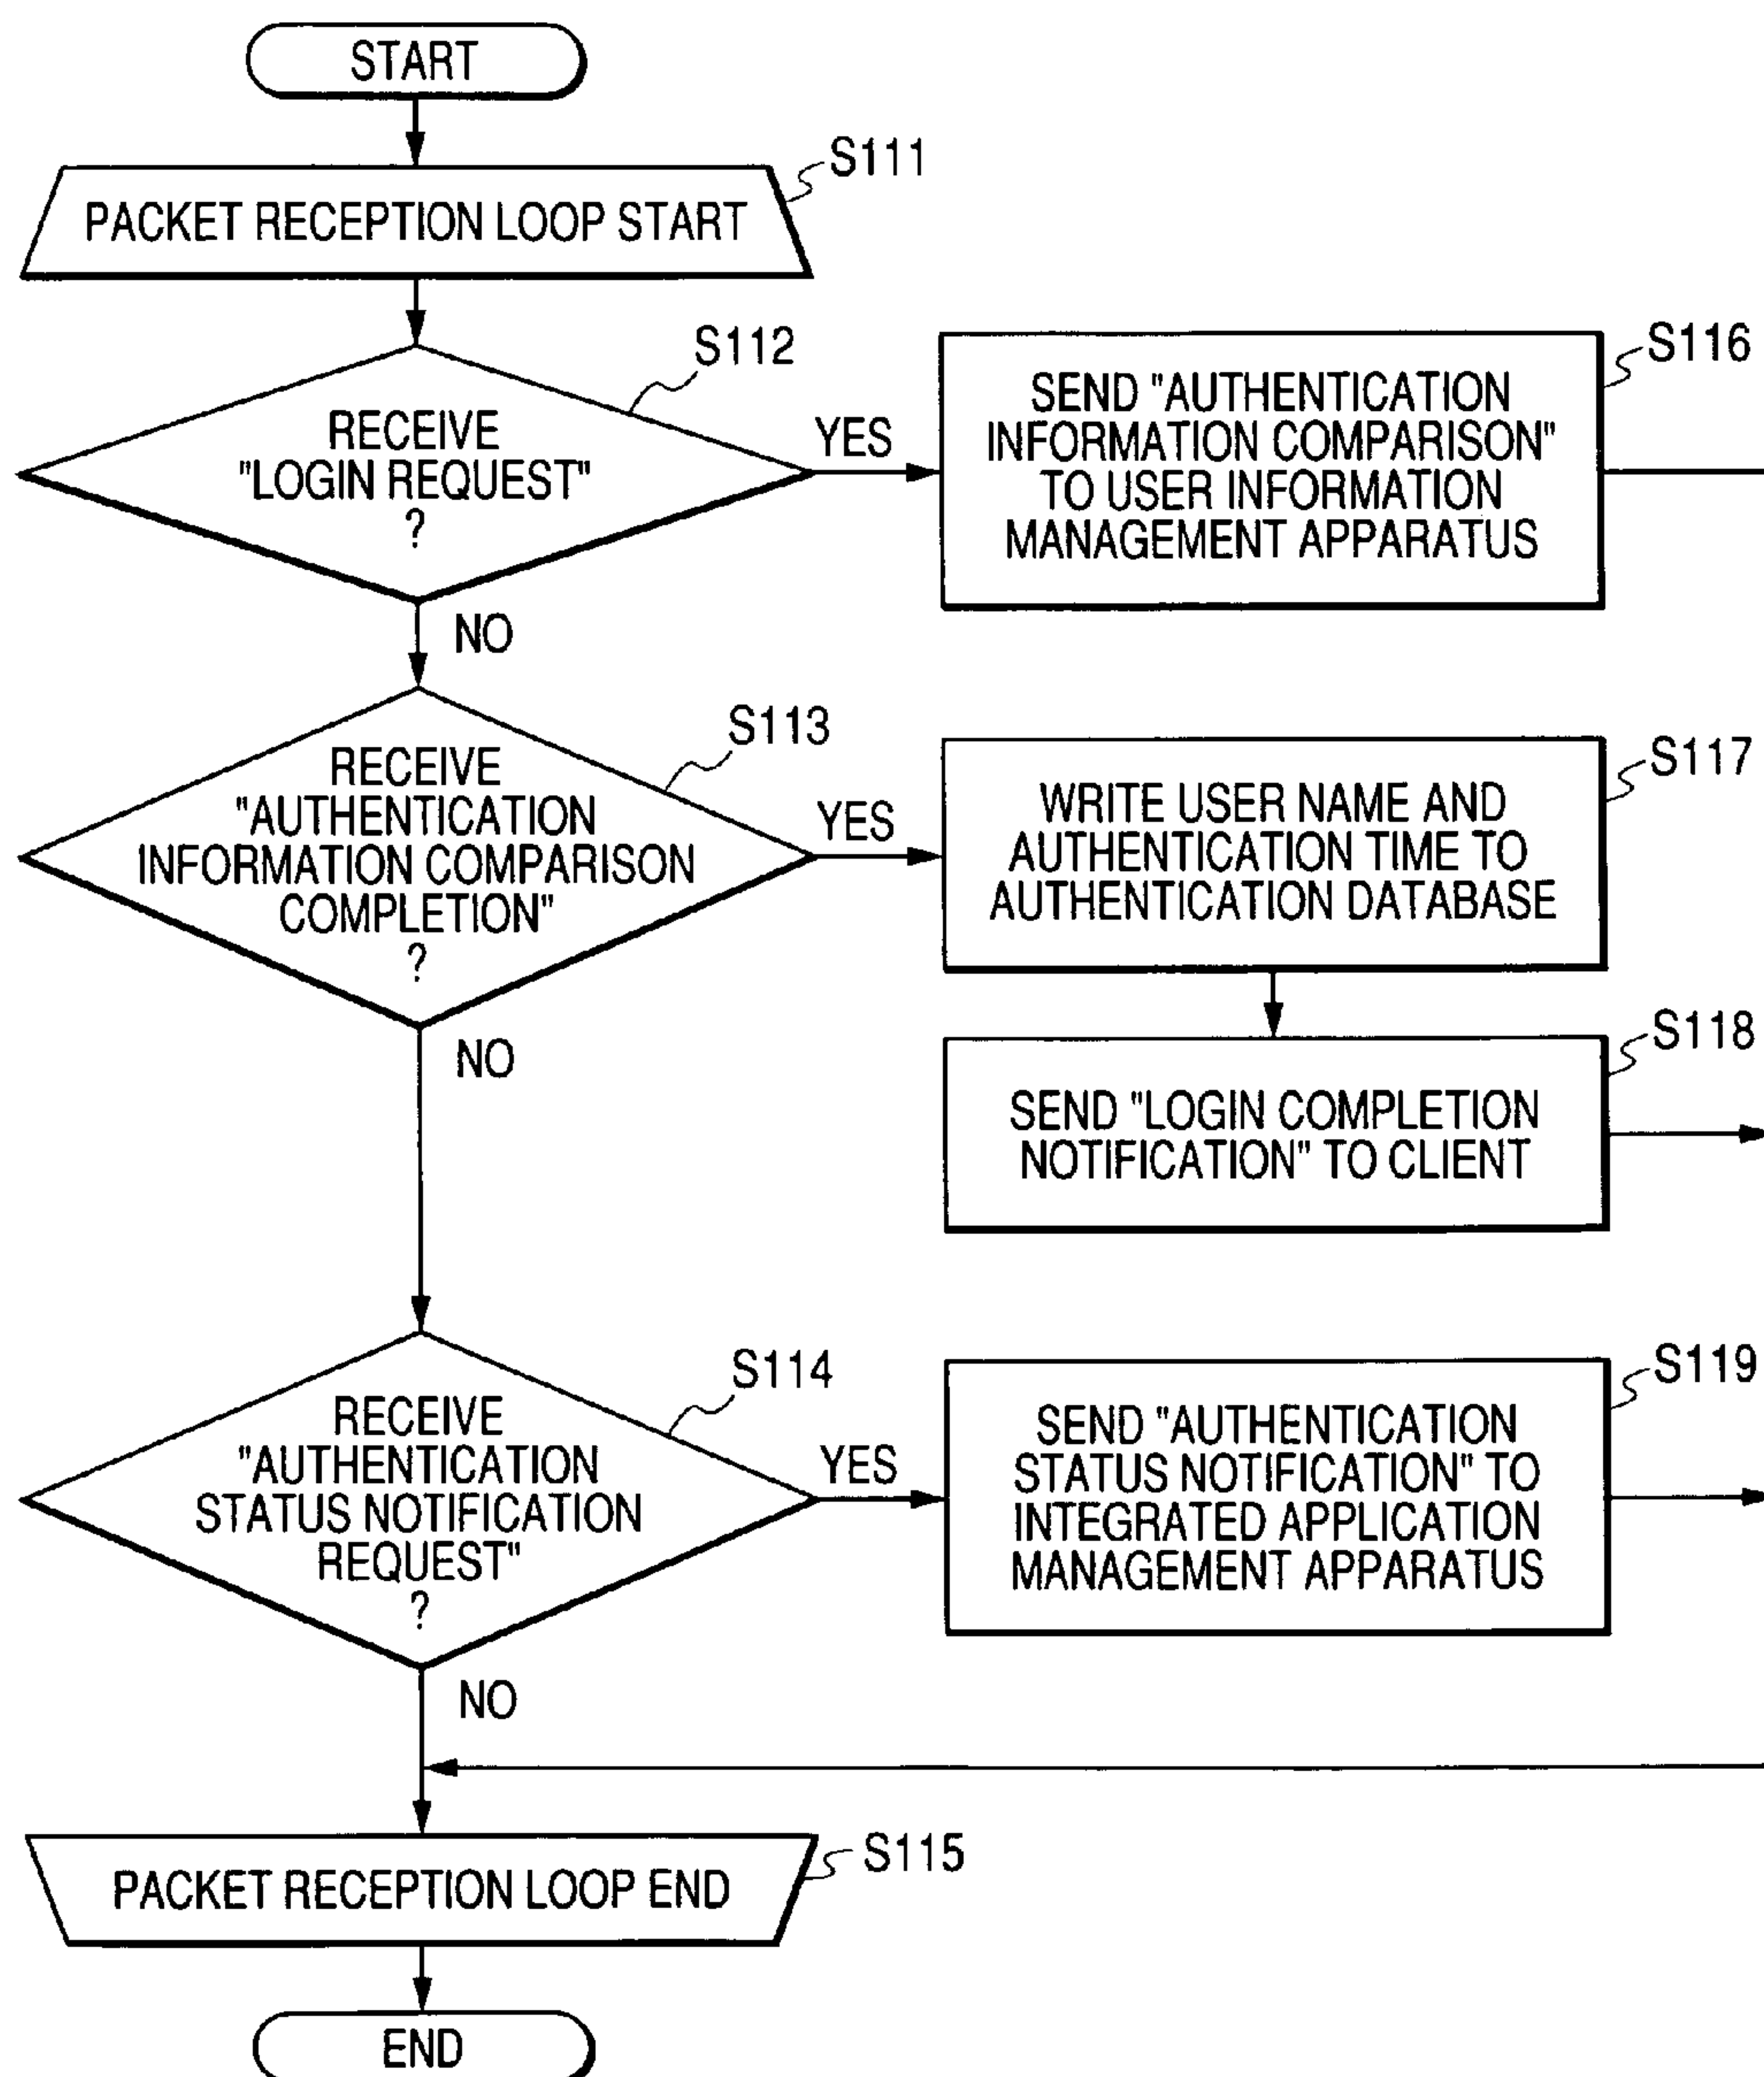 START
S111
PACKET RECEPTION LOOP START
S112
RECEIVE
"LOGIN REQUEST"
?
YES
S116
SEND "AUTHENTICATION
INFORMATION COMPARISON"
TO USER INFORMATION
MANAGEMENT APPARATUS
NO
S113
RECEIVE
"AUTHENTICATION
INFORMATION COMPARISON
COMPLETION"
?
YES
S117
WRITE USER NAME AND
AUTHENTICATION TIME TO
AUTHENTICATION DATABASE
NO
S118
SEND "LOGIN COMPLETION
NOTIFICATION" TO CLIENT
S114
RECEIVE
"AUTHENTICATION
STATUS NOTIFICATION
REQUEST"
?
YES
S119
SEND "AUTHENTICATION
STATUS NOTIFICATION" TO
INTEGRATED APPLICATION
MANAGEMENT APPARATUS
NO
S115
PACKET RECEPTION LOOP END
END